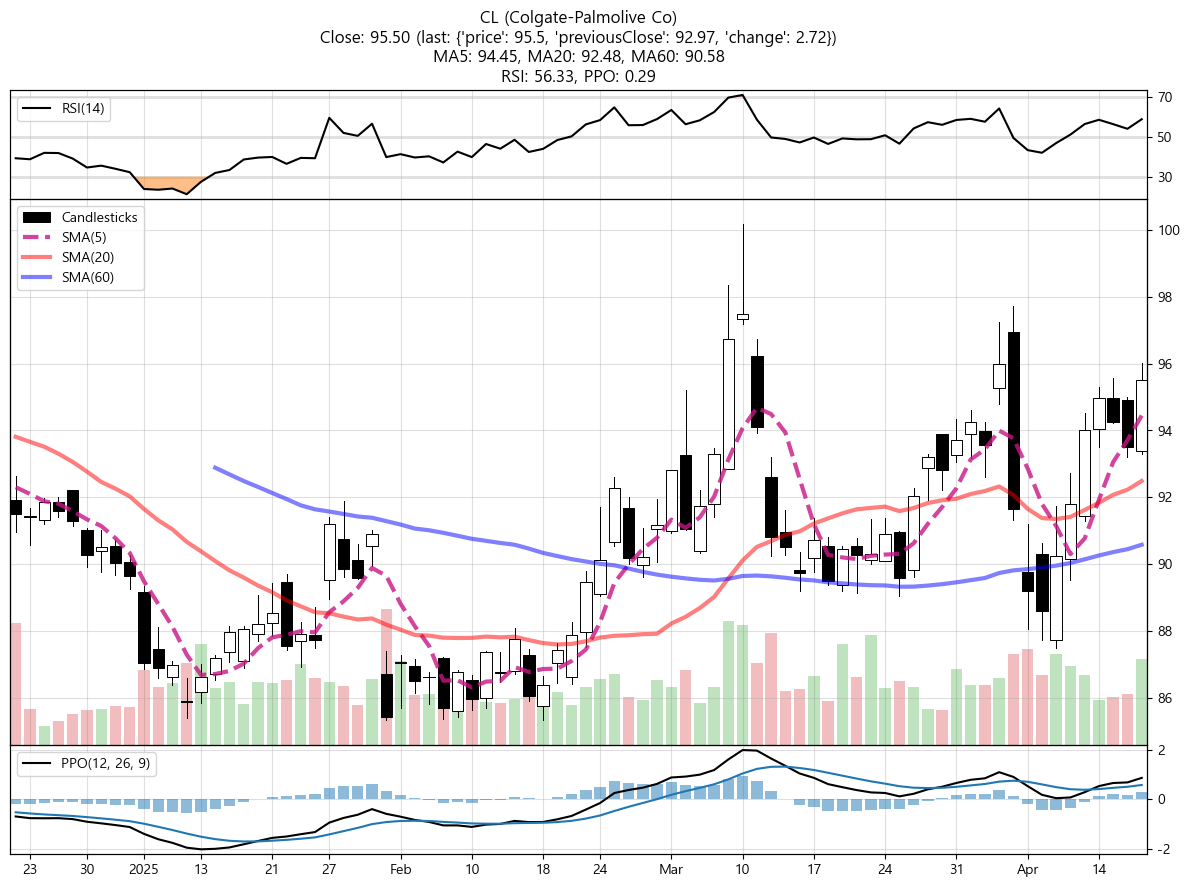 CL (Colgate-Palmolive Co)
Close: 95.50 (last: {'price': 95.5, 'previousClose': 92.97, 'change': 2.72})
MA5: 94.45, MA20: 92.48, MA60: 90.58
RSI: 56.33, PPO: 0.29
RSI(14)
70
50
30
Candlesticks
SMA(5)
SMA(20)
SMA(60)
100
98
96
94
92
90
88
86
PPO(12, 26, 9)
2
0
-2
23 30 2025 13 21 27 Feb 10 18 24 Mar 10 17 24 31 Apr 14